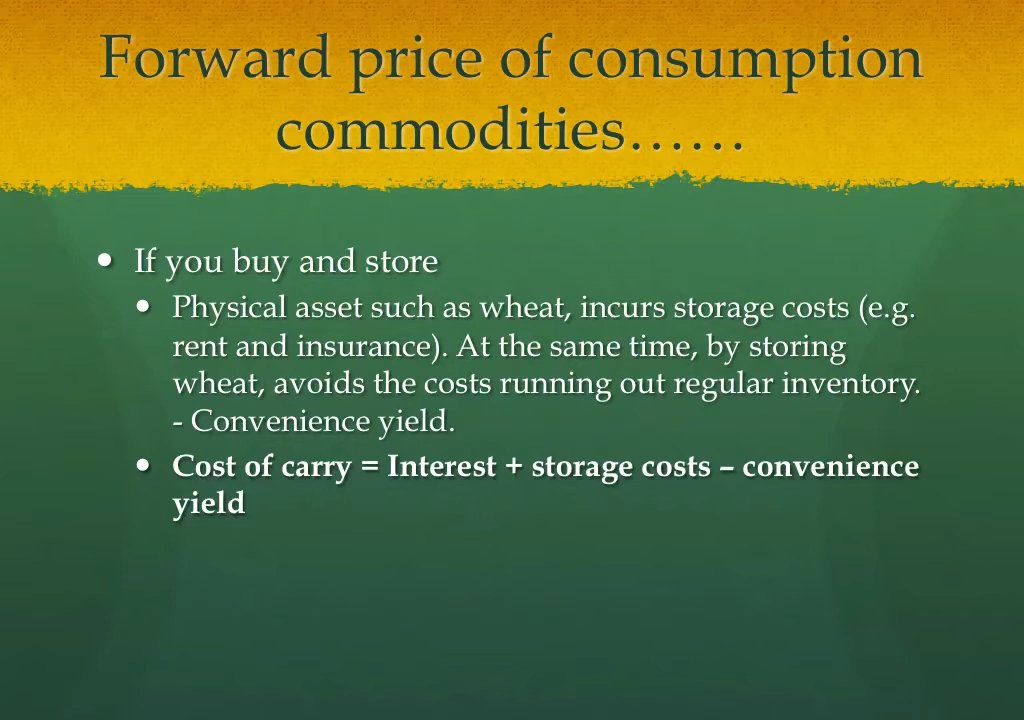 Forward price of consumption
commodities……
• If you buy and store
• Physical asset such as wheat, incurs storage costs (e.g.
rent and insurance). At the same time, by storing
wheat, avoids the costs running out regular inventory.
- Convenience yield.
• Cost of carry = Interest + storage costs – convenience
yield